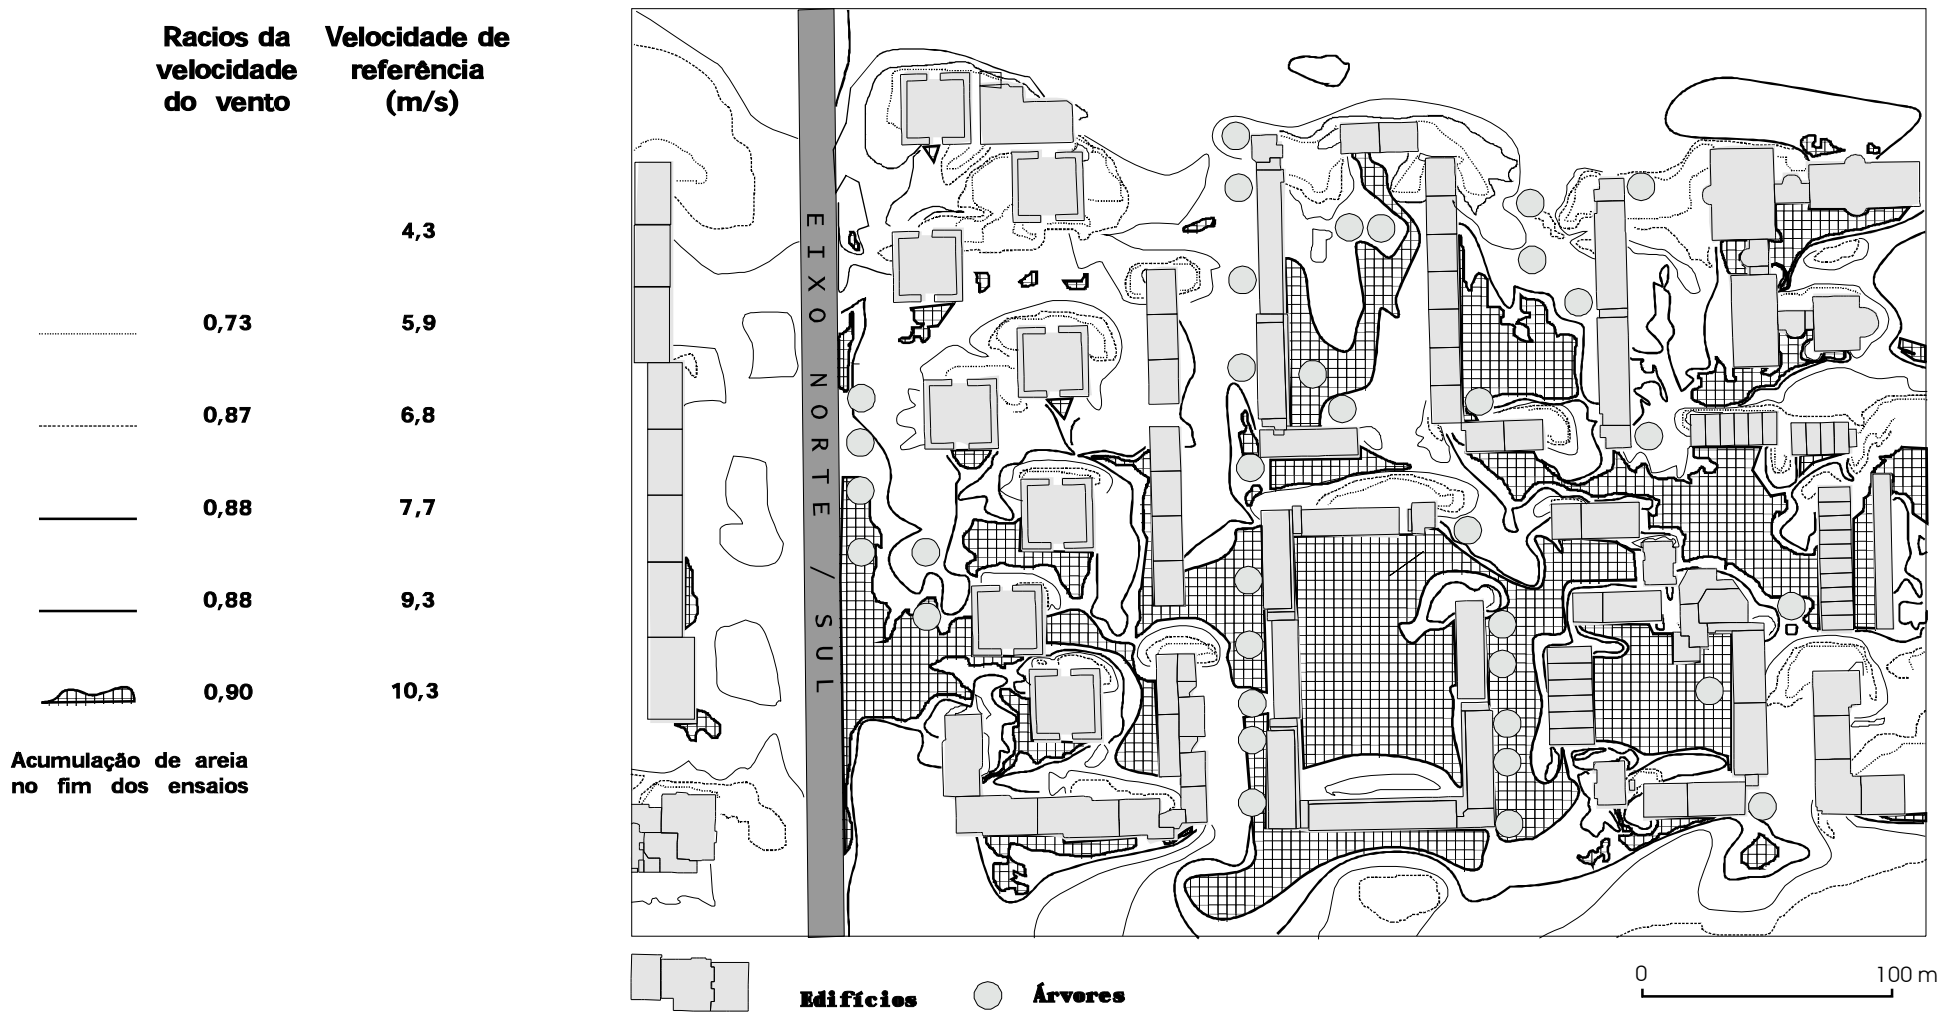 Racios da
velocidade
do vento
Velocidade de
referência
(m/s)
4,3
0,73 5,9
0,87 6,8
0,88 7,7
0,88 9,3
0,90 10,3
Acumulação de areia
no fim dos ensaios
EIXO NORTE / SUL
Edifícios
Árvores
0 100 m